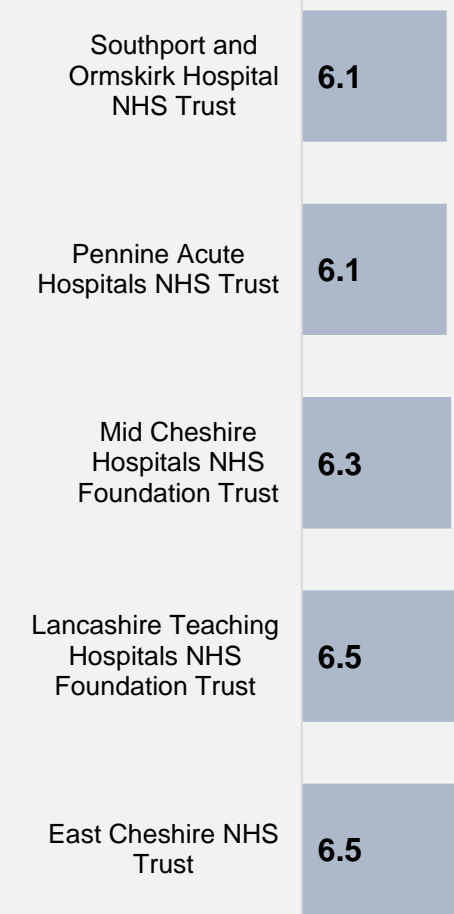 Southport and
Ormskirk Hospital
NHS Trust
6.1
Pennine Acute
Hospitals NHS Trust
6.1
Mid Cheshire
Hospitals NHS
Foundation Trust
6.3
Lancashire Teaching
Hospitals NHS
Foundation Trust
6.5
East Cheshire NHS
Trust
6.5